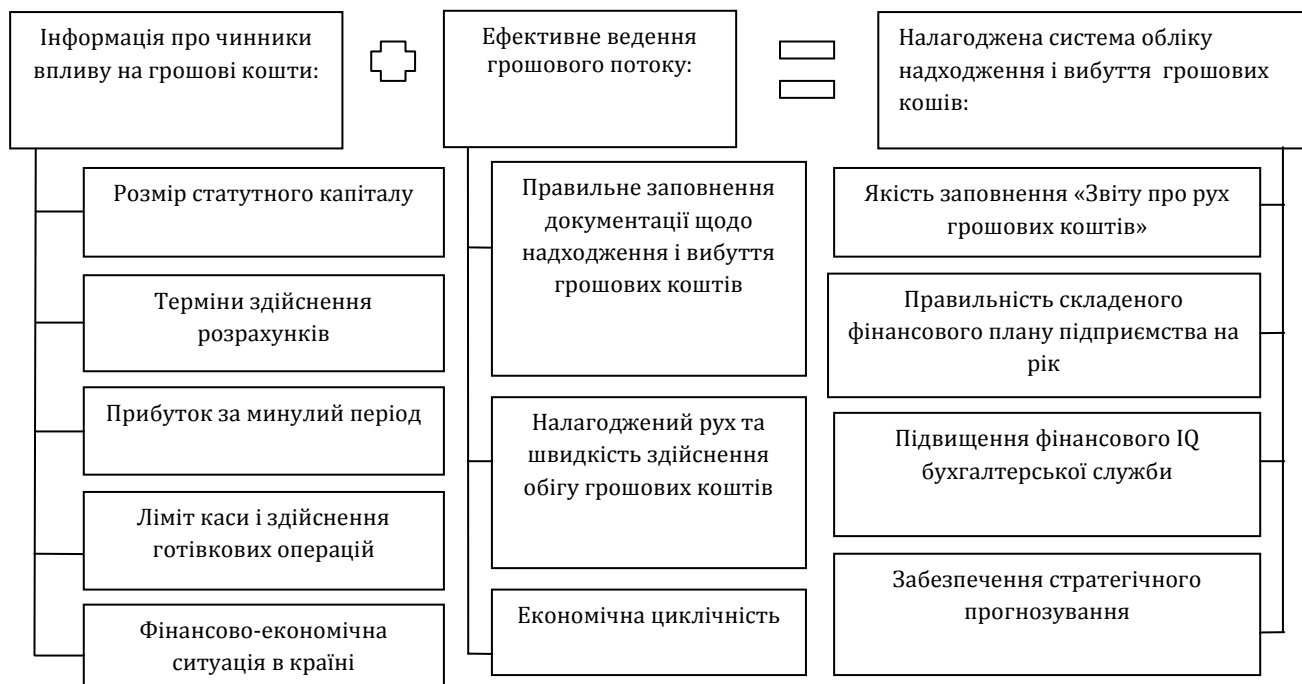 Інформація про чинники
впливу на грошові кошти:
Ефективне ведення
грошового потоку:
Налагоджена система обліку
надходження і вибуття грошових
кошів:
Розмір статутного капіталу
Терміни здійснення
розрахунків
Прибуток за минулий період
Ліміт каси і здійснення
готівкових операцій
Фінансово-економічна
ситуація в країні
Правильне заповнення
документації щодо
надходження і вибуття
грошових коштів
Налагоджений рух та
швидкість здійснення
обігу грошових коштів
Економічна циклічність
Якість заповнення «Звіту про рух
грошових коштів»
Правильність складеного
фінансового плану підприємства на
рік
Підвищення фінансового IQ
бухгалтерської служби
Забезпечення стратегічного
прогнозування